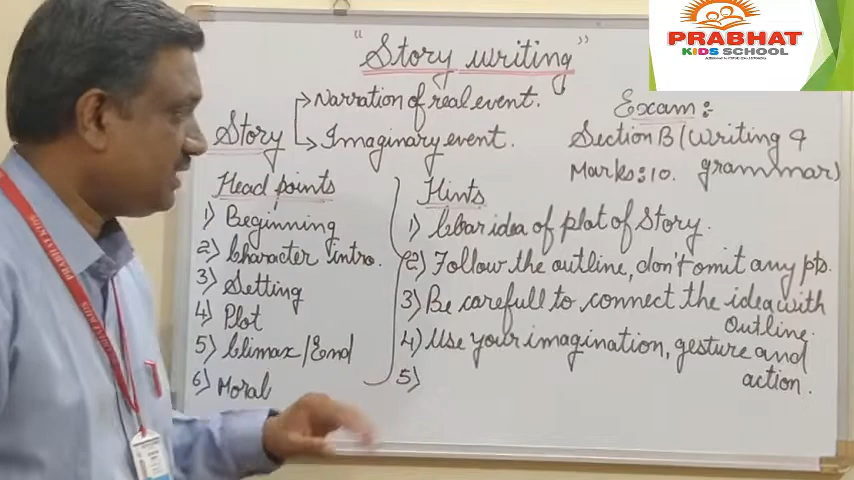 "Story writing"
PRABHAT
KIDS SCHOOL
Story
→ Narration of real event.
→ Imaginary event.
Exam :-
Section B (Writing & grammar)
Marks : 10.
Head points
1) Beginning
2) Character intro.
3) Setting
4) Plot
5) Climax/End
6) Moral
Hints
1) Clear idea of plot of Story.
2) Follow the outline, don't omit any pts.
3) Be carefull to connect the idea with
outline.
4) Use your imagination, gesture and
action.
5)
PRABHAT KIDS